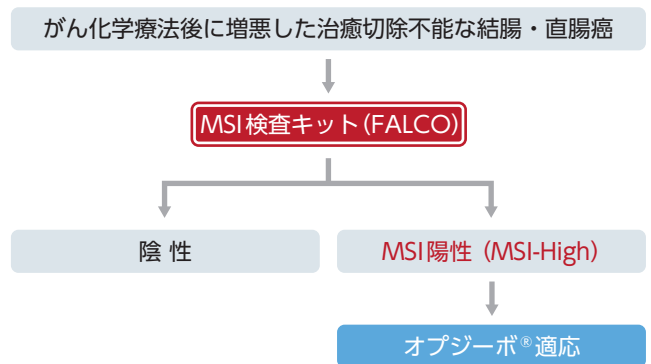 がん化学療法後に増悪した治癒切除不能な結腸・直腸癌
MSI検査キット(FALCO)
陰 性
MSI陽性 (MSI-High)
オプジーボ®適応